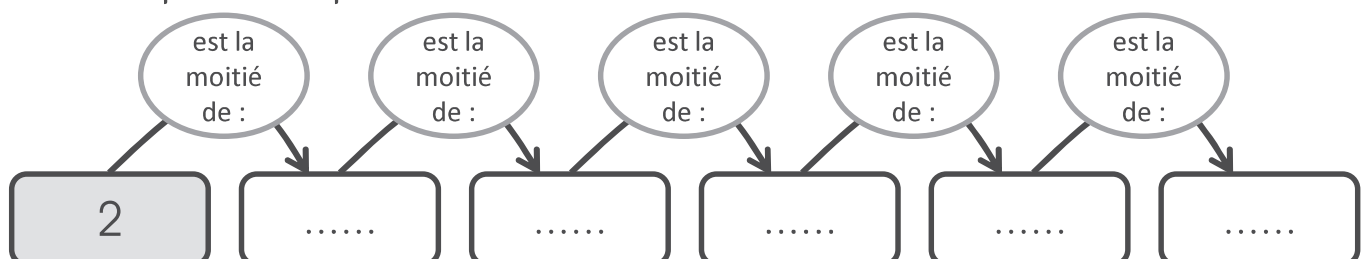 est la
moitié
de :
est la
moitié
de :
est la
moitié
de :
est la
moitié
de :
est la
moitié
de :
2
......
......
......
......
......